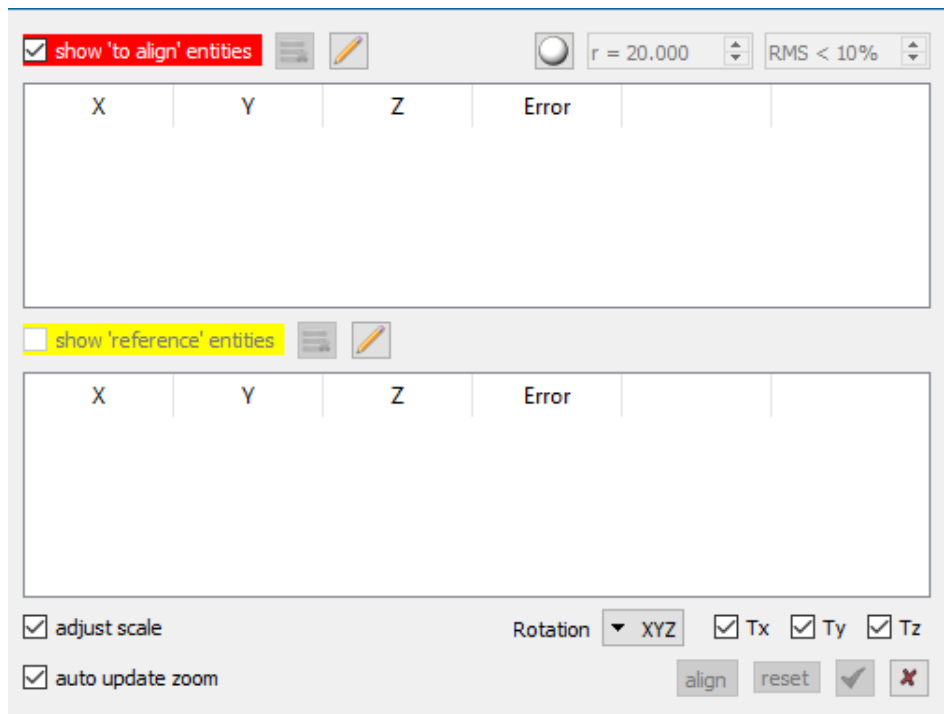 show 'to align' entities r = 20.000 RMS < 10%
X Y Z Error
show 'reference' entities
X Y Z Error
adjust scale Rotation XYZ Tx Ty Tz
auto update zoom align reset